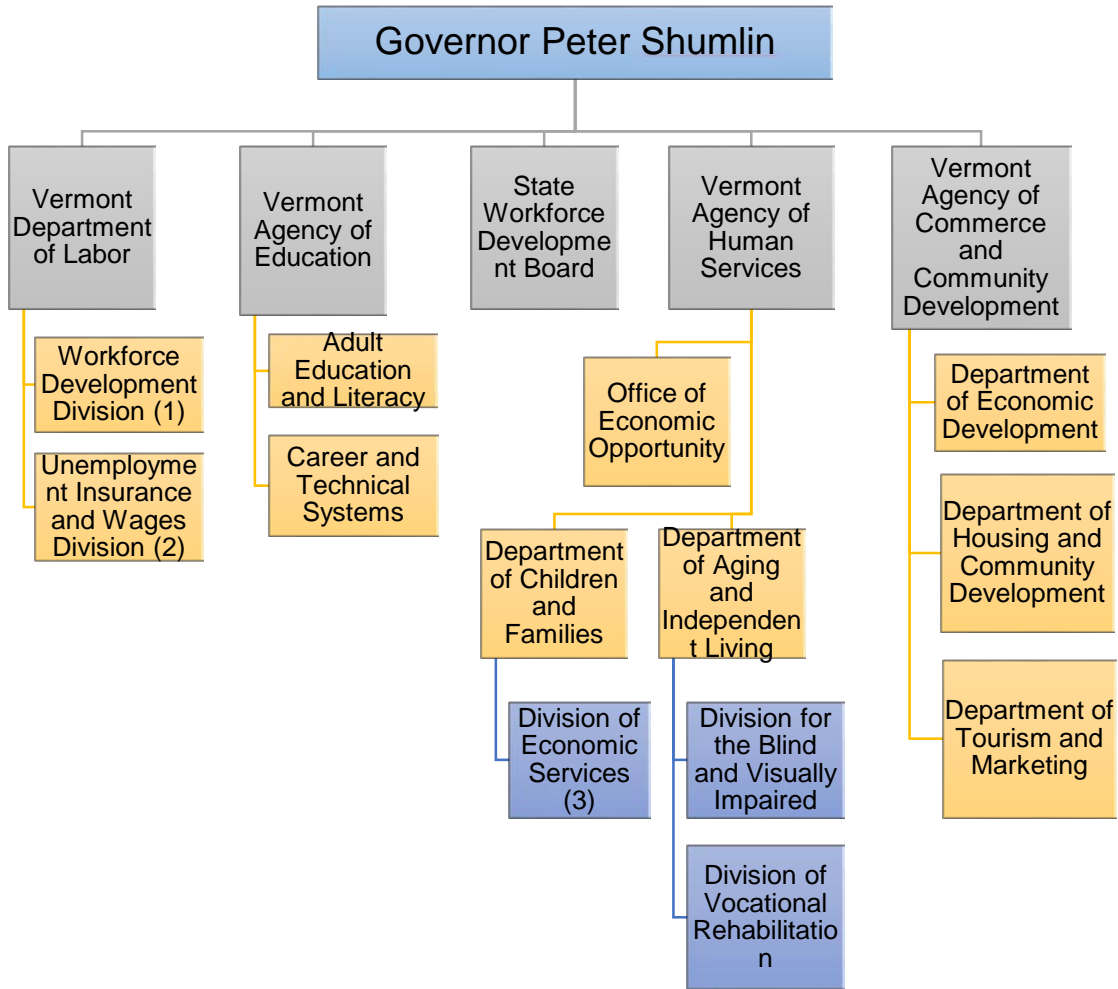 Governor Peter Shumlin
Vermont
Department
of Labor
Vermont
Agency of
Education
State
Workforce
Developme
nt Board
Vermont
Agency of
Human
Services
Vermont
Agency of
Commerce
and
Community
Development
Workforce
Development
Division (1)
Unemployme
nt Insurance
and Wages
Division (2)
Adult
Education
and Literacy
Career and
Technical
Systems
Office of
Economic
Opportunity
Department
of Children
and
Families
Division of
Economic
Services
(3)
Department
of Aging
and
Independen
t Living
Division for
the Blind
and Visually
Impaired
Division of
Vocational
Rehabilitatio
n
Department
of Economic
Development
Department of
Housing and
Community
Development
Department of
Tourism and
Marketing